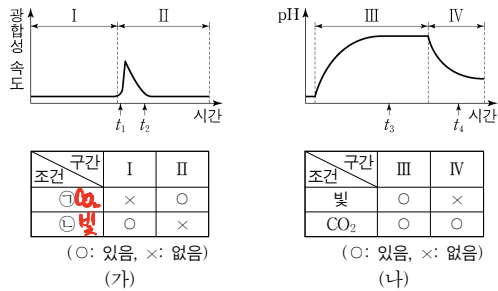 광합성 속도
Ⅰ Ⅱ
t₁ t₂ 시간
구간 Ⅰ Ⅱ
조건
㉠ CO₂ × ○
㉡ 빛 ○ ×
(○: 있음, ×: 없음)
(가)
pH
Ⅲ Ⅳ
t₃ t₄ 시간
구간 Ⅲ Ⅳ
조건
빛 ○ ×
CO₂ ○ ○
(○: 있음, ×: 없음)
(나)